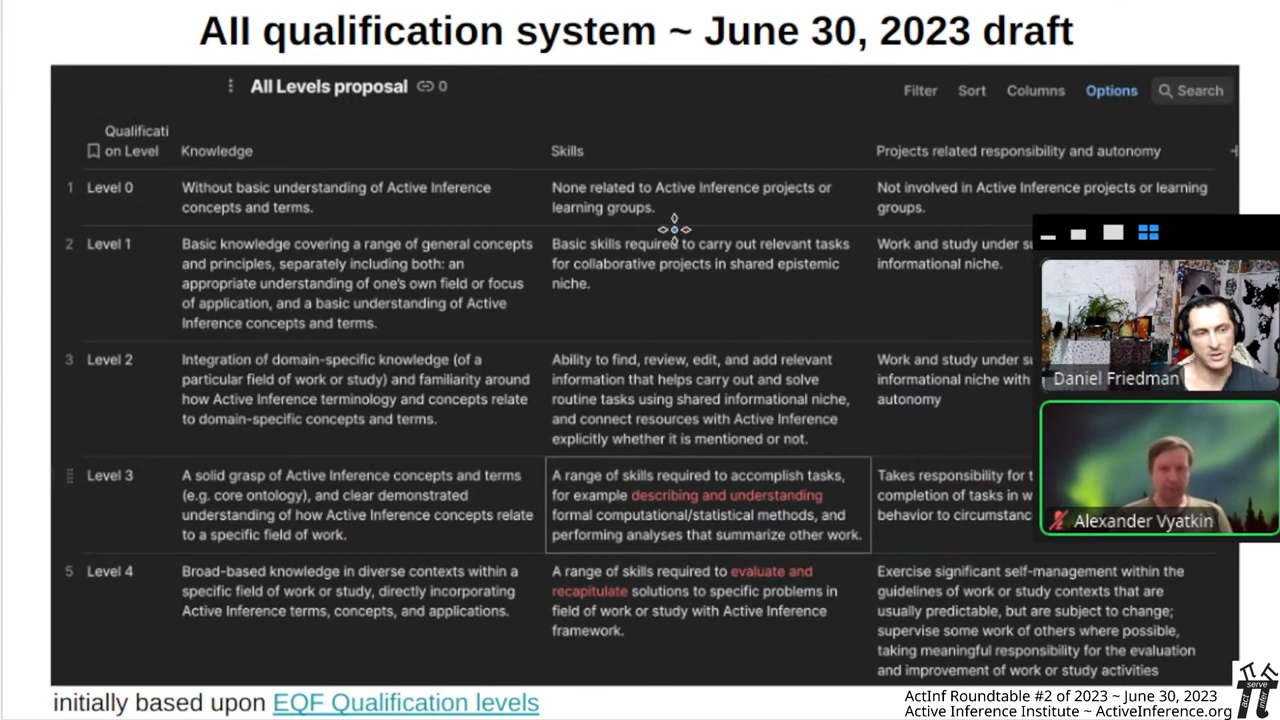 AII qualification system ~ June 30, 2023 draft
All Levels proposal 0
Filter Sort Columns Options Search
Qualificati
on Level Knowledge Skills Projects related responsibility and autonomy
1 Level 0 Without basic understanding of Active Inference None related to Active Inference projects or Not involved in Active Inference projects or learning
concepts and terms. learning groups. groups.
2 Level 1 Basic knowledge covering a range of general concepts Basic skills required to carry out relevant tasks Work and study under
and principles, separately including both: an for collaborative projects in shared epistemic informational niche.
appropriate understanding of one's own field or focus niche.
of application, and a basic understanding of Active
Inference concepts and terms.
3 Level 2 Integration of domain-specific knowledge (of a Ability to find, review, edit, and add relevant Work and study under
particular field of work or study) and familiarity around information that helps carry out and solve informational niche with
how Active Inference terminology and concepts relate routine tasks using shared informational niche, autonomy
to domain-specific concepts and terms. and connect resources with Active Inference
explicitly whether it is mentioned or not.
Level 3 A solid grasp of Active Inference concepts and terms A range of skills required to accomplish tasks, Takes responsibility for
(e.g. core ontology), and clear demonstrated for example describing and understanding completion of tasks in
understanding of how Active Inference concepts relate formal computational/statistical methods, and behavior to
to a specific field of work. performing analyses that summarize other work.
5 Level 4 Broad-based knowledge in diverse contexts within a A range of skills required to evaluate and Exercise significant self-management within the
specific field of work or study, directly incorporating recapitulate solutions to specific problems in guidelines of work or study contexts that are
Active Inference terms, concepts, and applications. field of work or study with Active Inference usually predictable, but are subject to change;
framework. supervise some work of others where possible,
taking meaningful responsibility for the evaluation
and improvement of work or study activities
Daniel Friedman
Alexander Vyatkin
initially based upon EQF Qualification levels
ActInf Roundtable #2 of 2023 ~ June 30, 2023
Active Inference Institute ~ ActiveInference.org
serve
act
infer